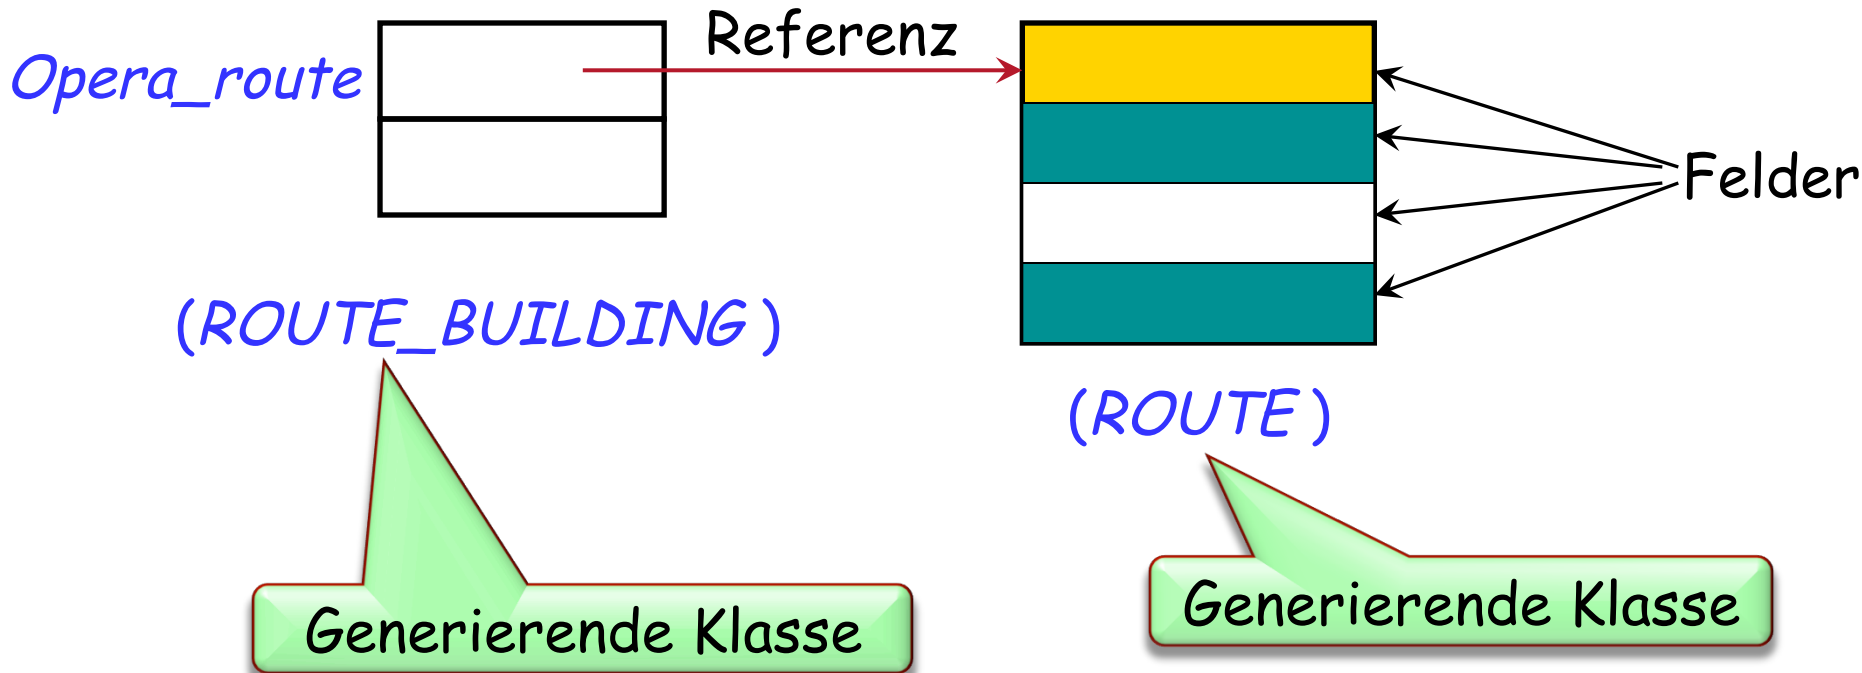 Referenz
Opera_route
Felder
(ROUTE_BUILDING )
(ROUTE )
Generierende Klasse
Generierende Klasse